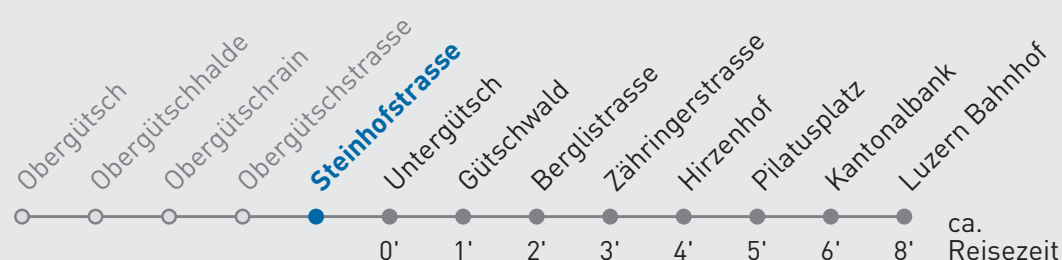 Obergütsch
Obergütschhalde
Obergütschrain
Obergütschstrasse
Steinhofstrasse
Untergütsch
Gütschwald
Berglistrasse
Zähringerstrasse
Hirzenhof
Pilatusplatz
Kantonalbank
Luzern Bahnhof
0' 1' 2' 3' 4' 5' 6' 8'
ca.
Reisezeit